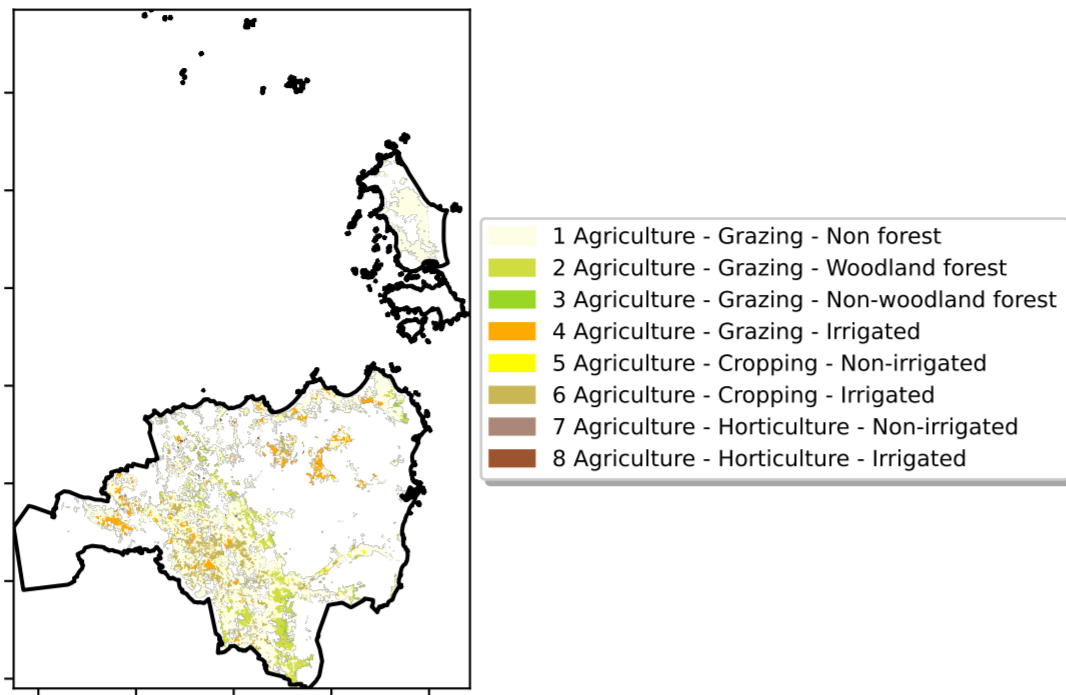 1 Agriculture - Grazing - Non forest
2 Agriculture - Grazing - Woodland forest
3 Agriculture - Grazing - Non-woodland forest
4 Agriculture - Grazing - Irrigated
5 Agriculture - Cropping - Non-irrigated
6 Agriculture - Cropping - Irrigated
7 Agriculture - Horticulture - Non-irrigated
8 Agriculture - Horticulture - Irrigated